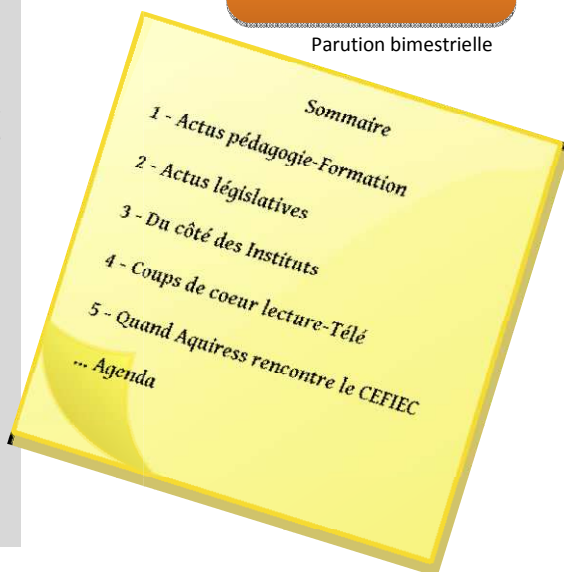 Parution bimestrielle
Sommaire
1 - Actus pédagogie-Formation
2 - Actus législatives
3 - Du côté des Instituts
4 - Coups de coeur lecture-Télé
5 - Quand Aquiress rencontre le CEFIEC
... Agenda